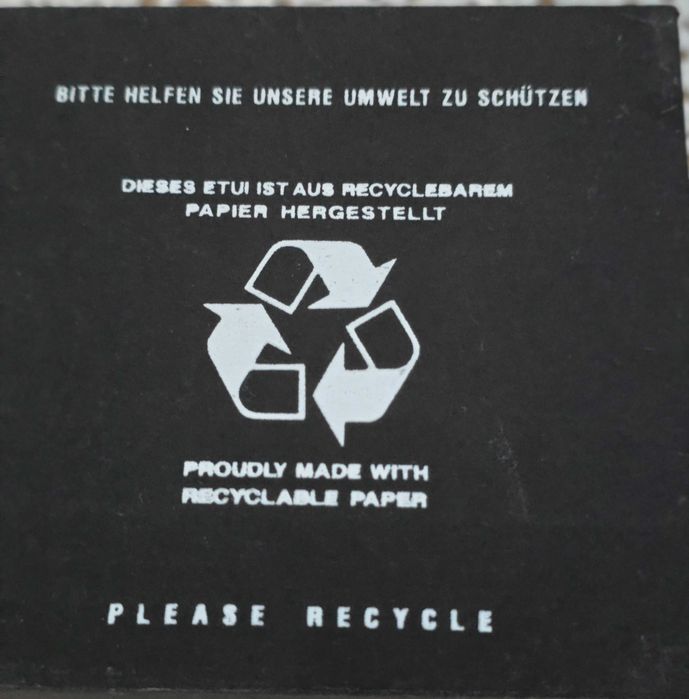 BITTE HELFEN SIE UNSERE UMWELT ZU SCHÜTZEN
DIESES ETUI IST AUS RECYCLEBAREM
PAPIER HERGESTELLT
PROUDLY MADE WITH
RECYCLABLE PAPER
PLEASE RECYCLE